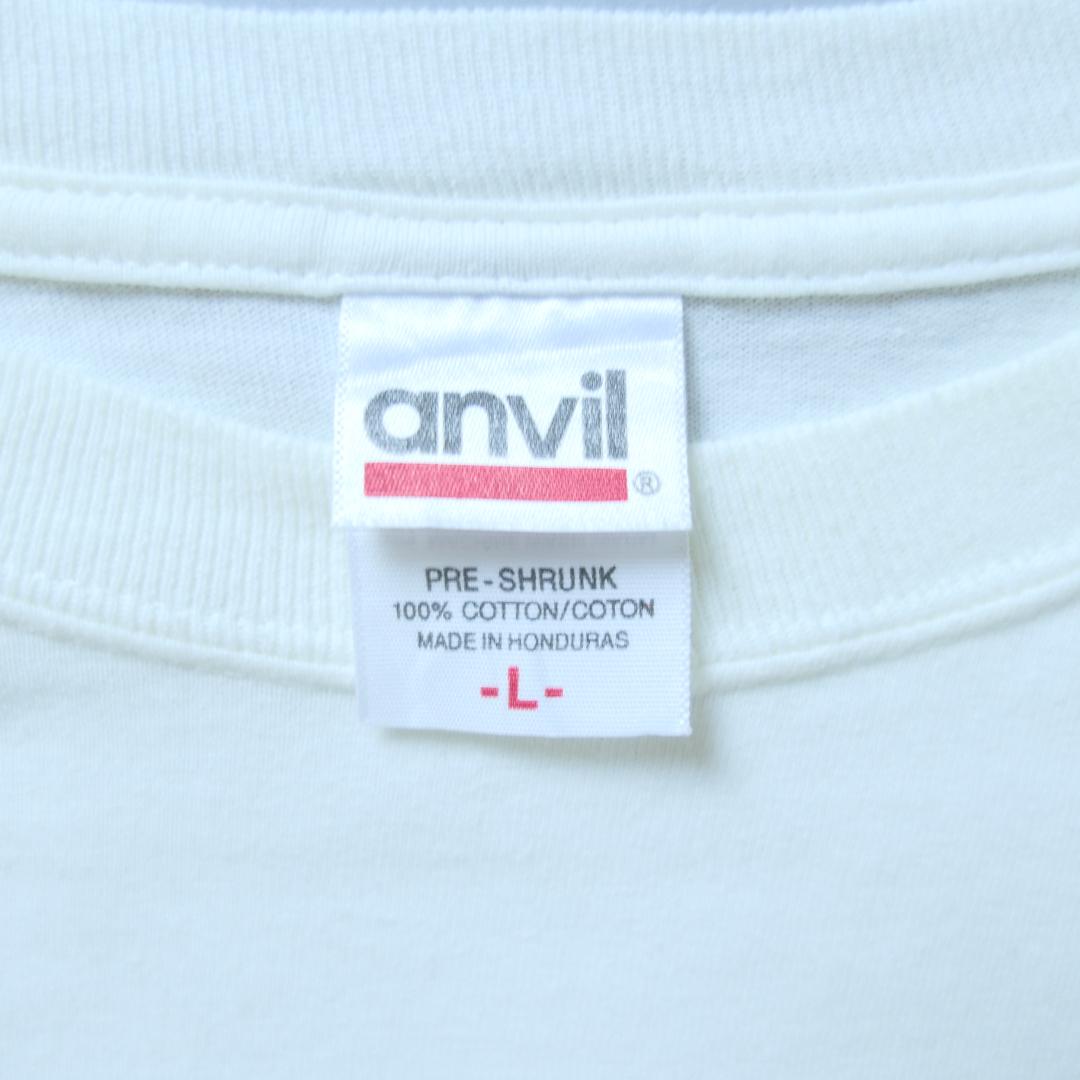 anvil
®
PRE-SHRUNK
100% COTTON/COTON
MADE IN HONDURAS
-L-